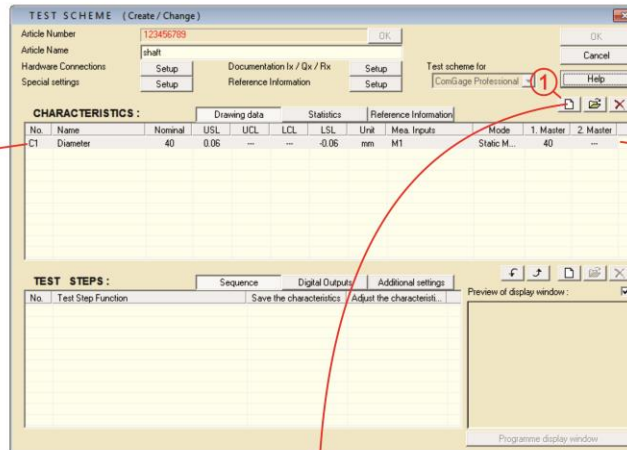 TEST SCHEME (Create / Change)
Article Number 123456789 OK OK
Article Name shaft Cancel
Hardware Connections Setup Documentation Ix / Qx / Rx Setup Test scheme for
Special settings Setup Reference Information Setup ComGage Professional Help
1
CHARACTERISTICS : Drawing data Statistics Reference Information
No. Name Nominal USL UCL LCL LSL Unit Mea. Inputs Mode 1. Master 2. Master
C1 Diameter 40 0.06 --- --- -0.06 mm M1 Static M... 40 ---
TEST STEPS : Sequence Digital Outputs Additional settings
Preview of display window :
No. Test Step Function Save the characteristics Adjust the characteristi...
Programme display window